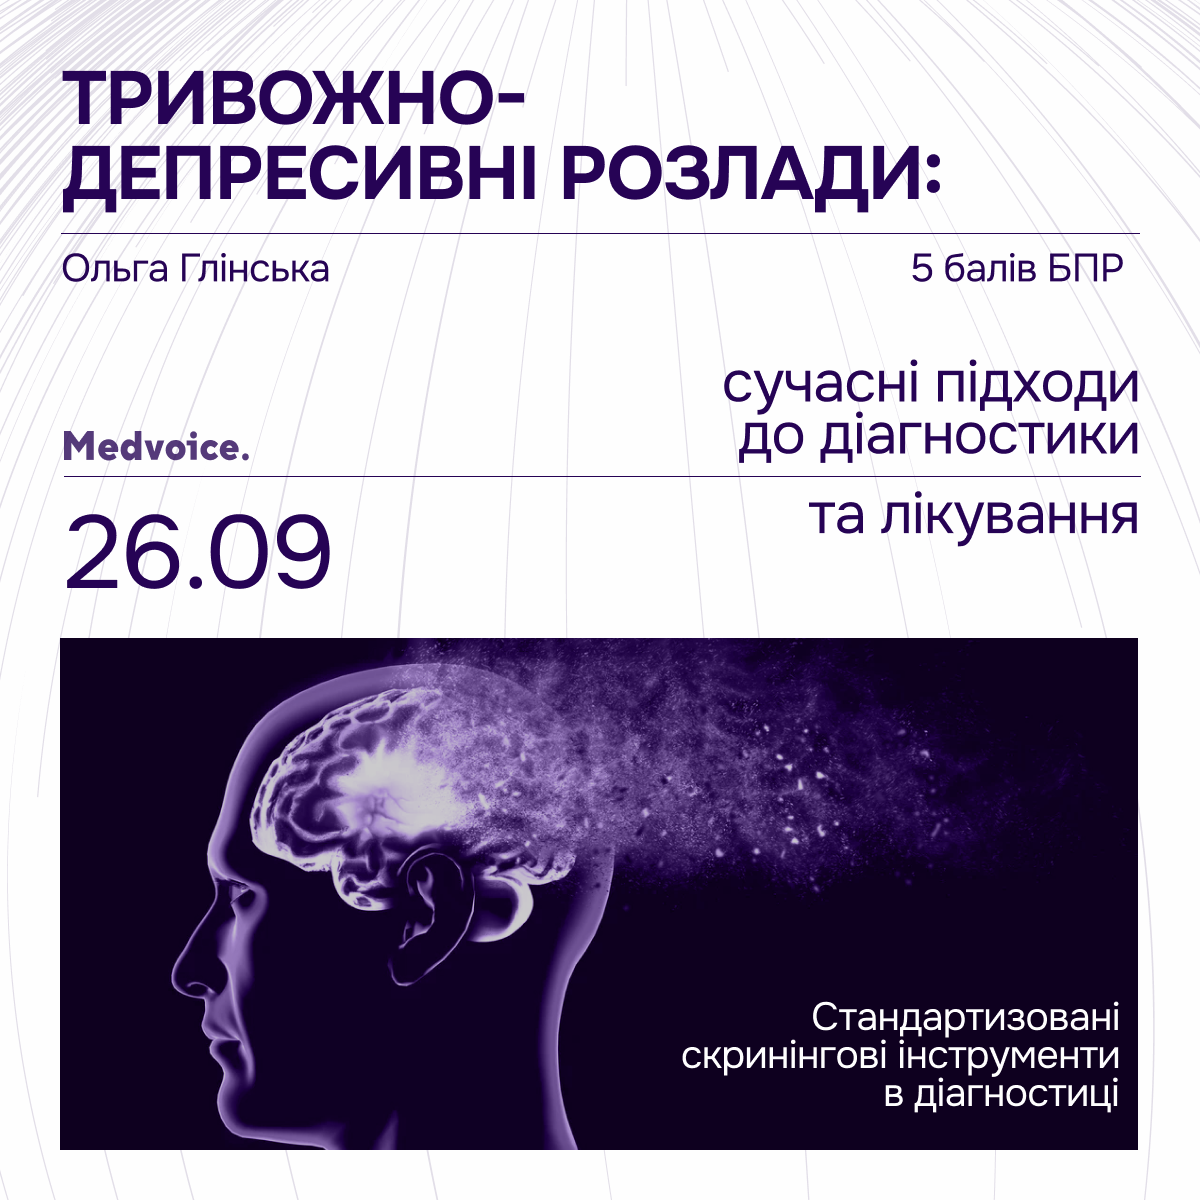 ТРИВОЖНО-
ДЕПРЕСИВНІ РОЗЛАДИ:
Ольга Глінська
5 балів БПР
сучасні підходи
до діагностики
та лікування
Medvoice.
26.09
Стандартизовані
скринінгові інструменти
в діагностиці